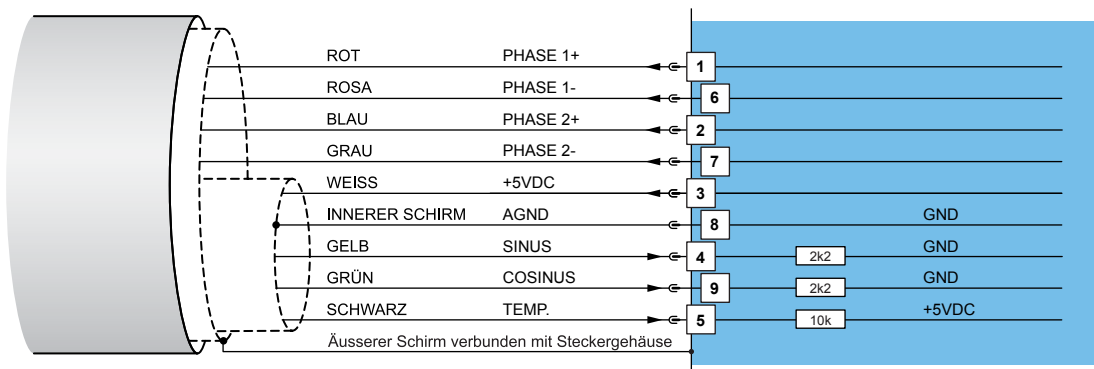 ROT PHASE 1+ 1
ROSA PHASE 1- 6
BLAU PHASE 2+ 2
GRAU PHASE 2- 7
WEISS +5VDC 3
INNERER SCHIRM AGND 8 GND
GELB SINUS 4 2k2 GND
GRÜN COSINUS 9 2k2 GND
SCHWARZ TEMP. 5 10k +5VDC
Äusserer Schirm verbunden mit Steckergehäuse